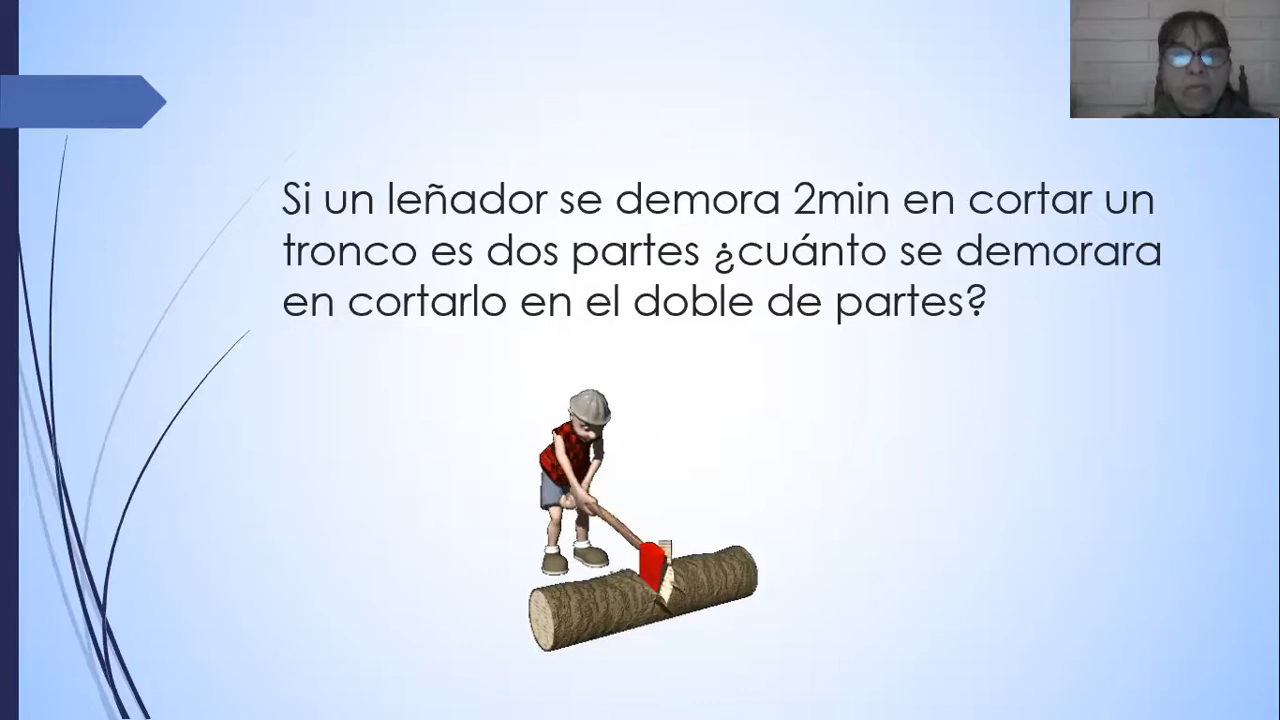 Si un leñador se demora 2min en cortar un
tronco es dos partes ¿cuánto se demorara
en cortarlo en el doble de partes?